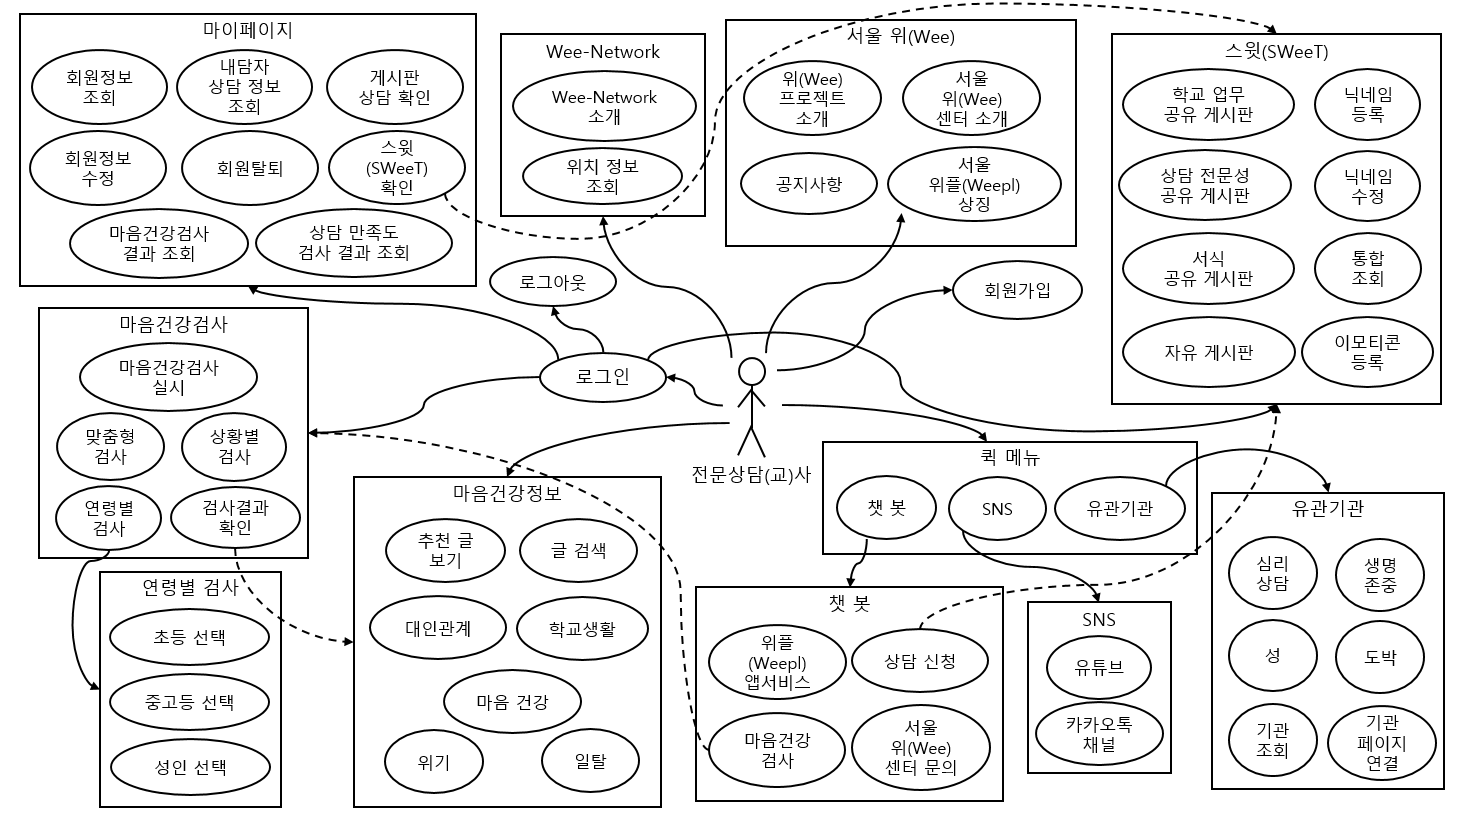 마이페이지
회원정보
조회
내담자
상담 정보
조회
게시판
상담 확인
회원정보
수정
회원탈퇴
스윗
(SWeeT)
확인
마음건강검사
결과 조회
상담 만족도
검사 결과 조회
Wee-Network
Wee-Network
소개
위치 정보
조회
서울 위(Wee)
위(Wee)
프로젝트
소개
서울
위(Wee)
센터 소개
공지사항
서울
위플(Weepl)
상징
스윗(SWeeT)
학교 업무
공유 게시판
닉네임
등록
상담 전문성
공유 게시판
닉네임
수정
서식
공유 게시판
통합
조회
자유 게시판
이모티콘
등록
로그아웃
회원가입
로그인
전문상담(교)사
마음건강검사
마음건강검사
실시
맞춤형
검사
상황별
검사
연령별
검사
검사결과
확인
연령별 검사
초등 선택
중고등 선택
성인 선택
마음건강정보
추천 글
보기
글 검색
대인관계
학교생활
마음 건강
위기
일탈
퀵 메뉴
챗 봇
SNS
유관기관
챗 봇
위플
(Weepl)
앱서비스
상담 신청
마음건강
검사
서울
위(Wee)
센터 문의
SNS
유튜브
카카오톡
채널
유관기관
심리
상담
생명
존중
성
도박
기관
조회
기관
페이지
연결